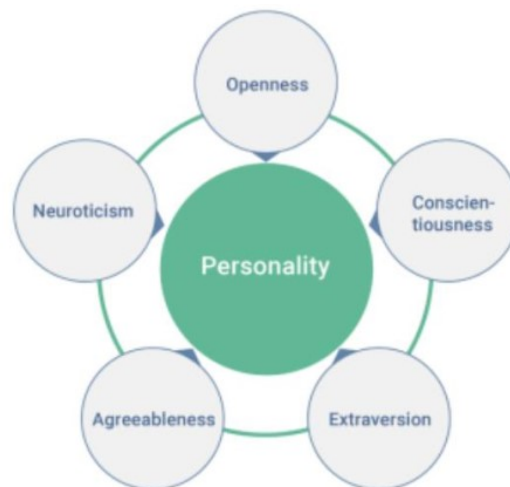 Openness
Neuroticism
Conscien-
tiousness
Personality
Agreeableness
Extraversion